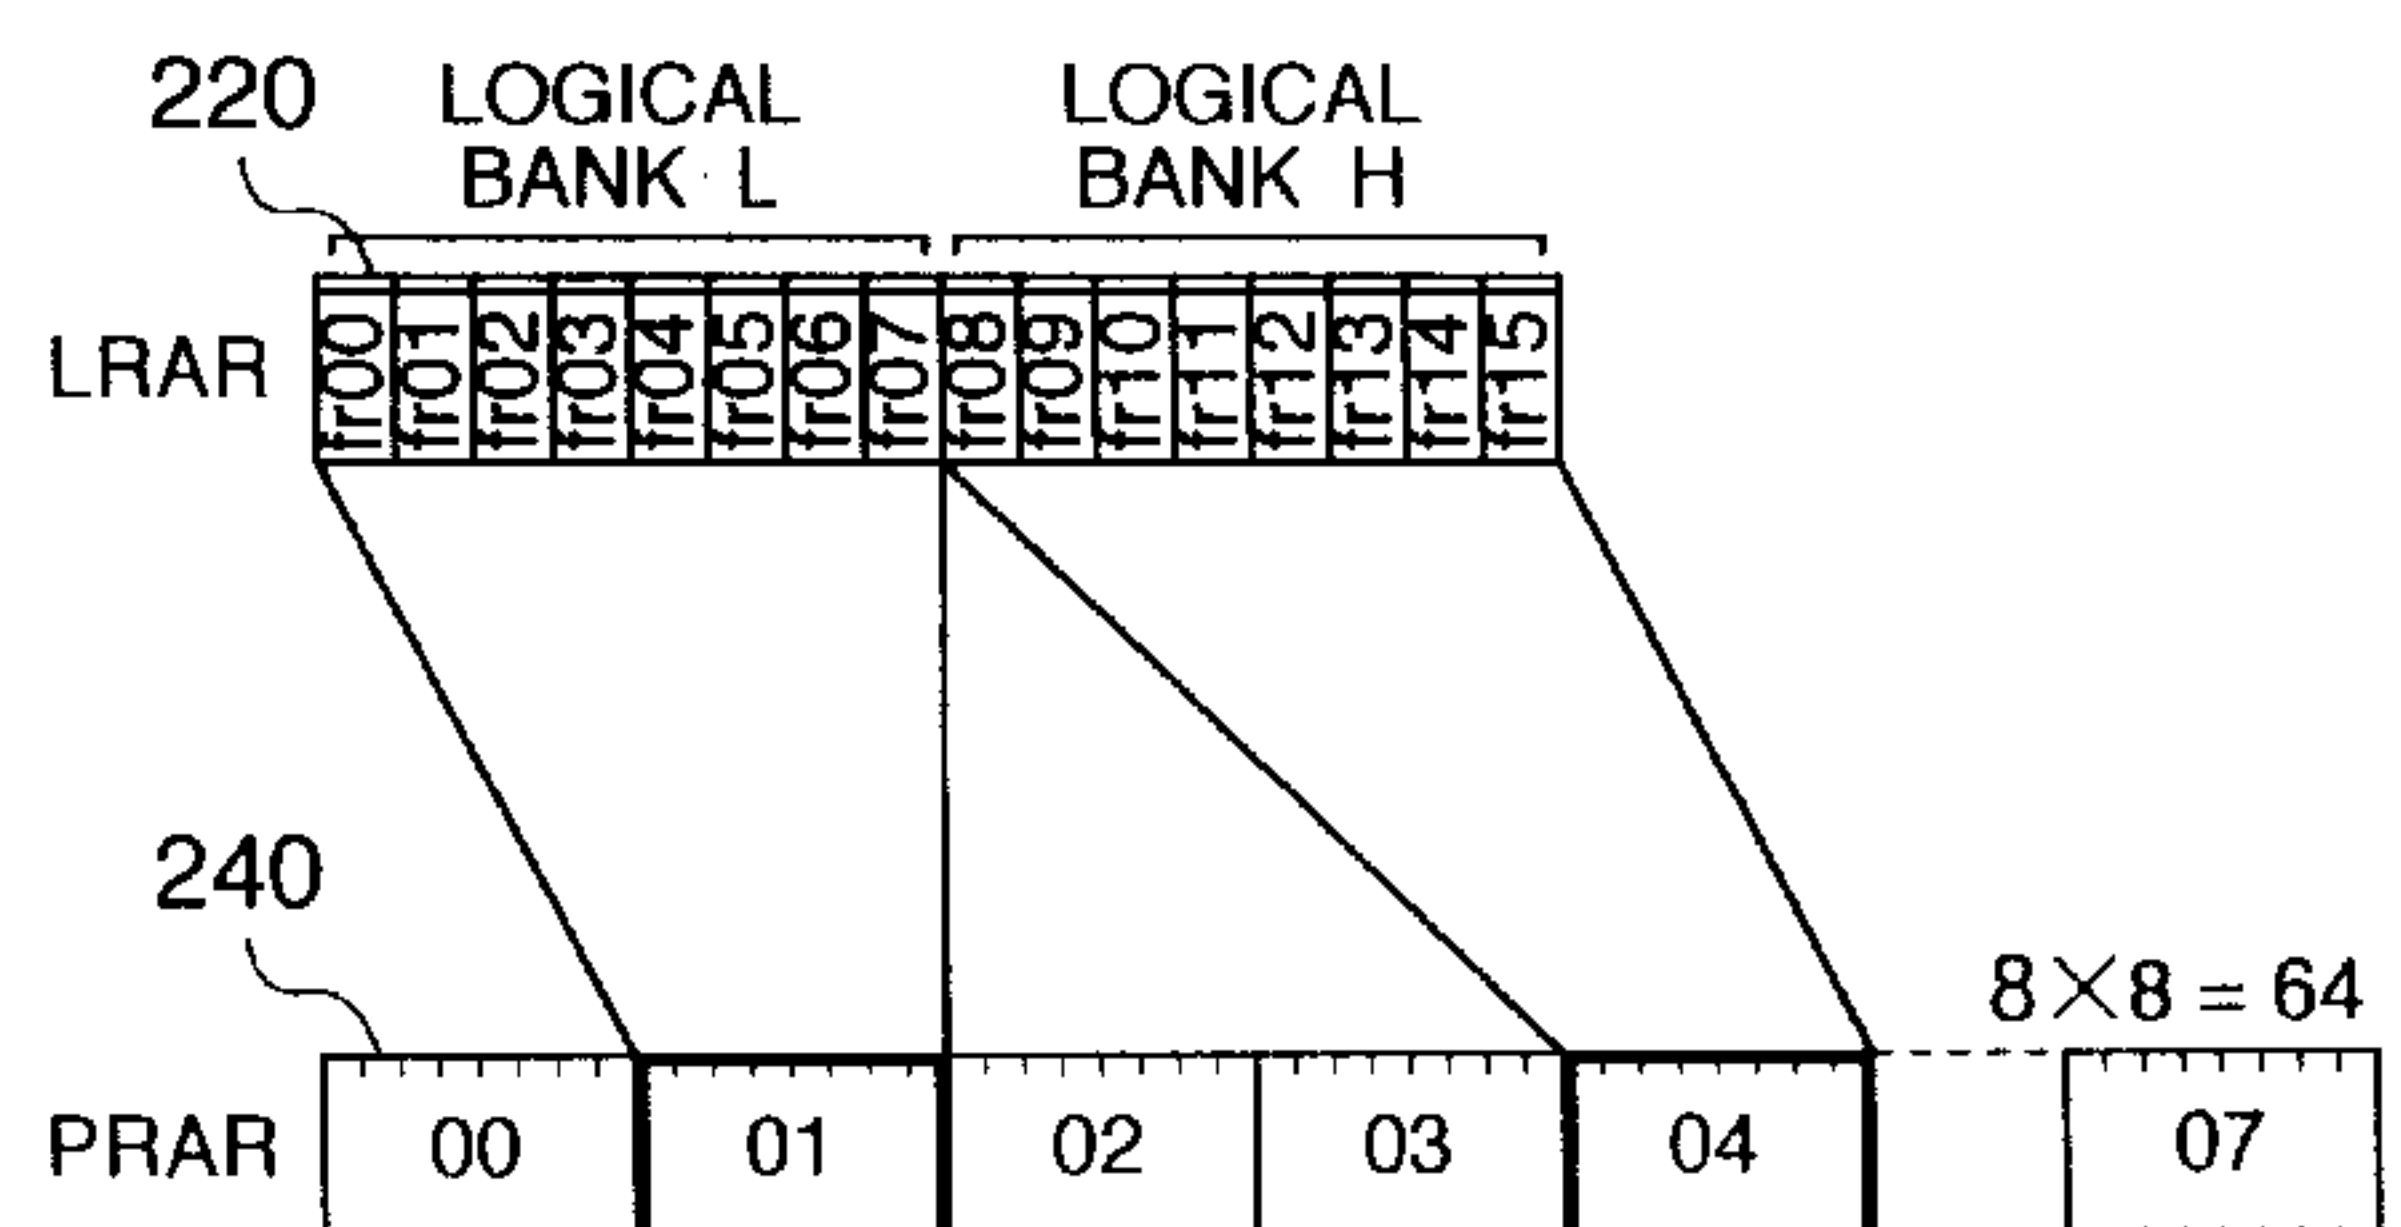 220 LOGICAL LOGICAL
BANK L BANK H
LRAR fr00 fr01 fr02 fr03 fr04 fr05 fr06 fr07 fr08 fr09 fr10 fr11 fr12 fr13 fr14 fr15
240
8×8=64
PRAR 00 01 02 03 04 07